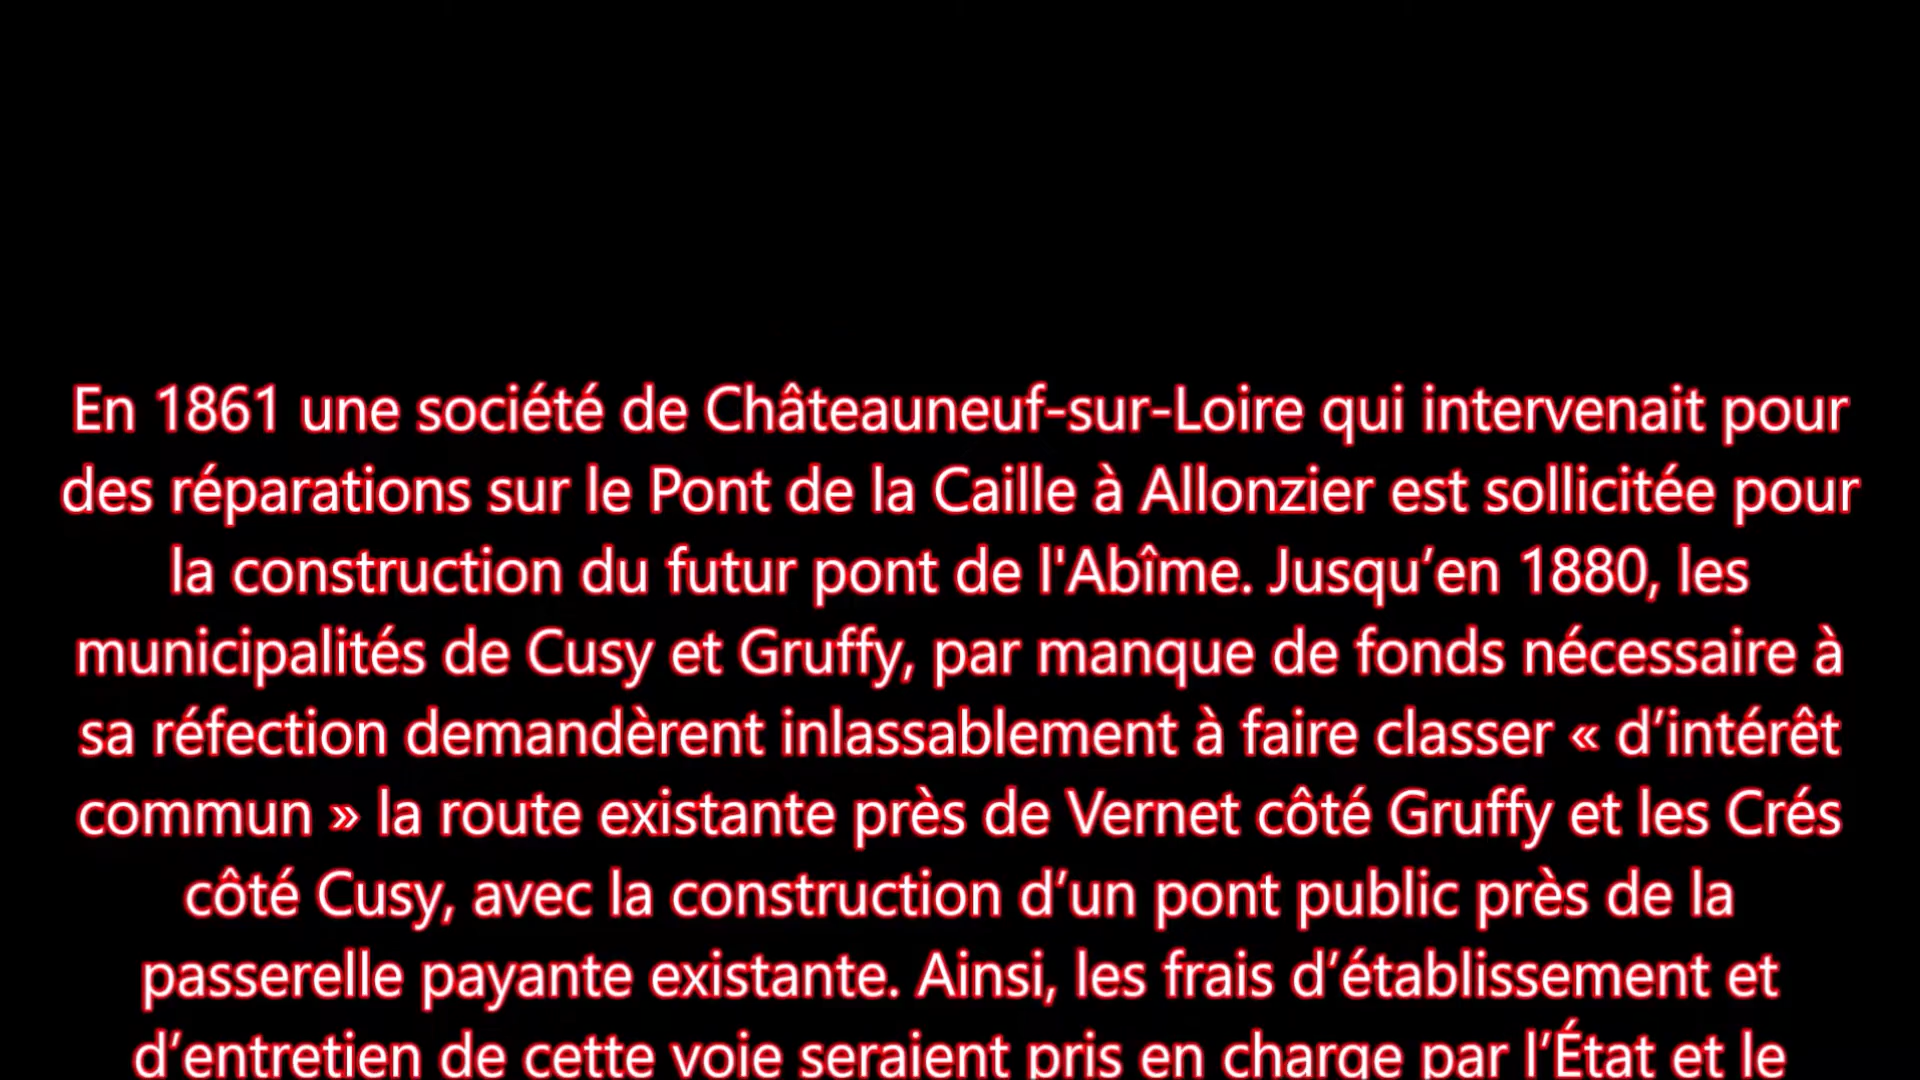 En 1861 une société de Châteauneuf-sur-Loire qui intervenait pour
des réparations sur le Pont de la Caille à Allonzier est sollicitée pour
la construction du futur pont de l'Abîme. Jusqu’en 1880, les
municipalités de Cusy et Gruffy, par manque de fonds nécessaire à
sa réfection demandèrent inlassablement à faire classer « d’intérêt
commun » la route existante près de Vernet côté Gruffy et les Crés
côté Cusy, avec la construction d’un pont public près de la
passerelle payante existante. Ainsi, les frais d’établissement et
d’entretien de cette voie seraient pris en charge par l’État et le